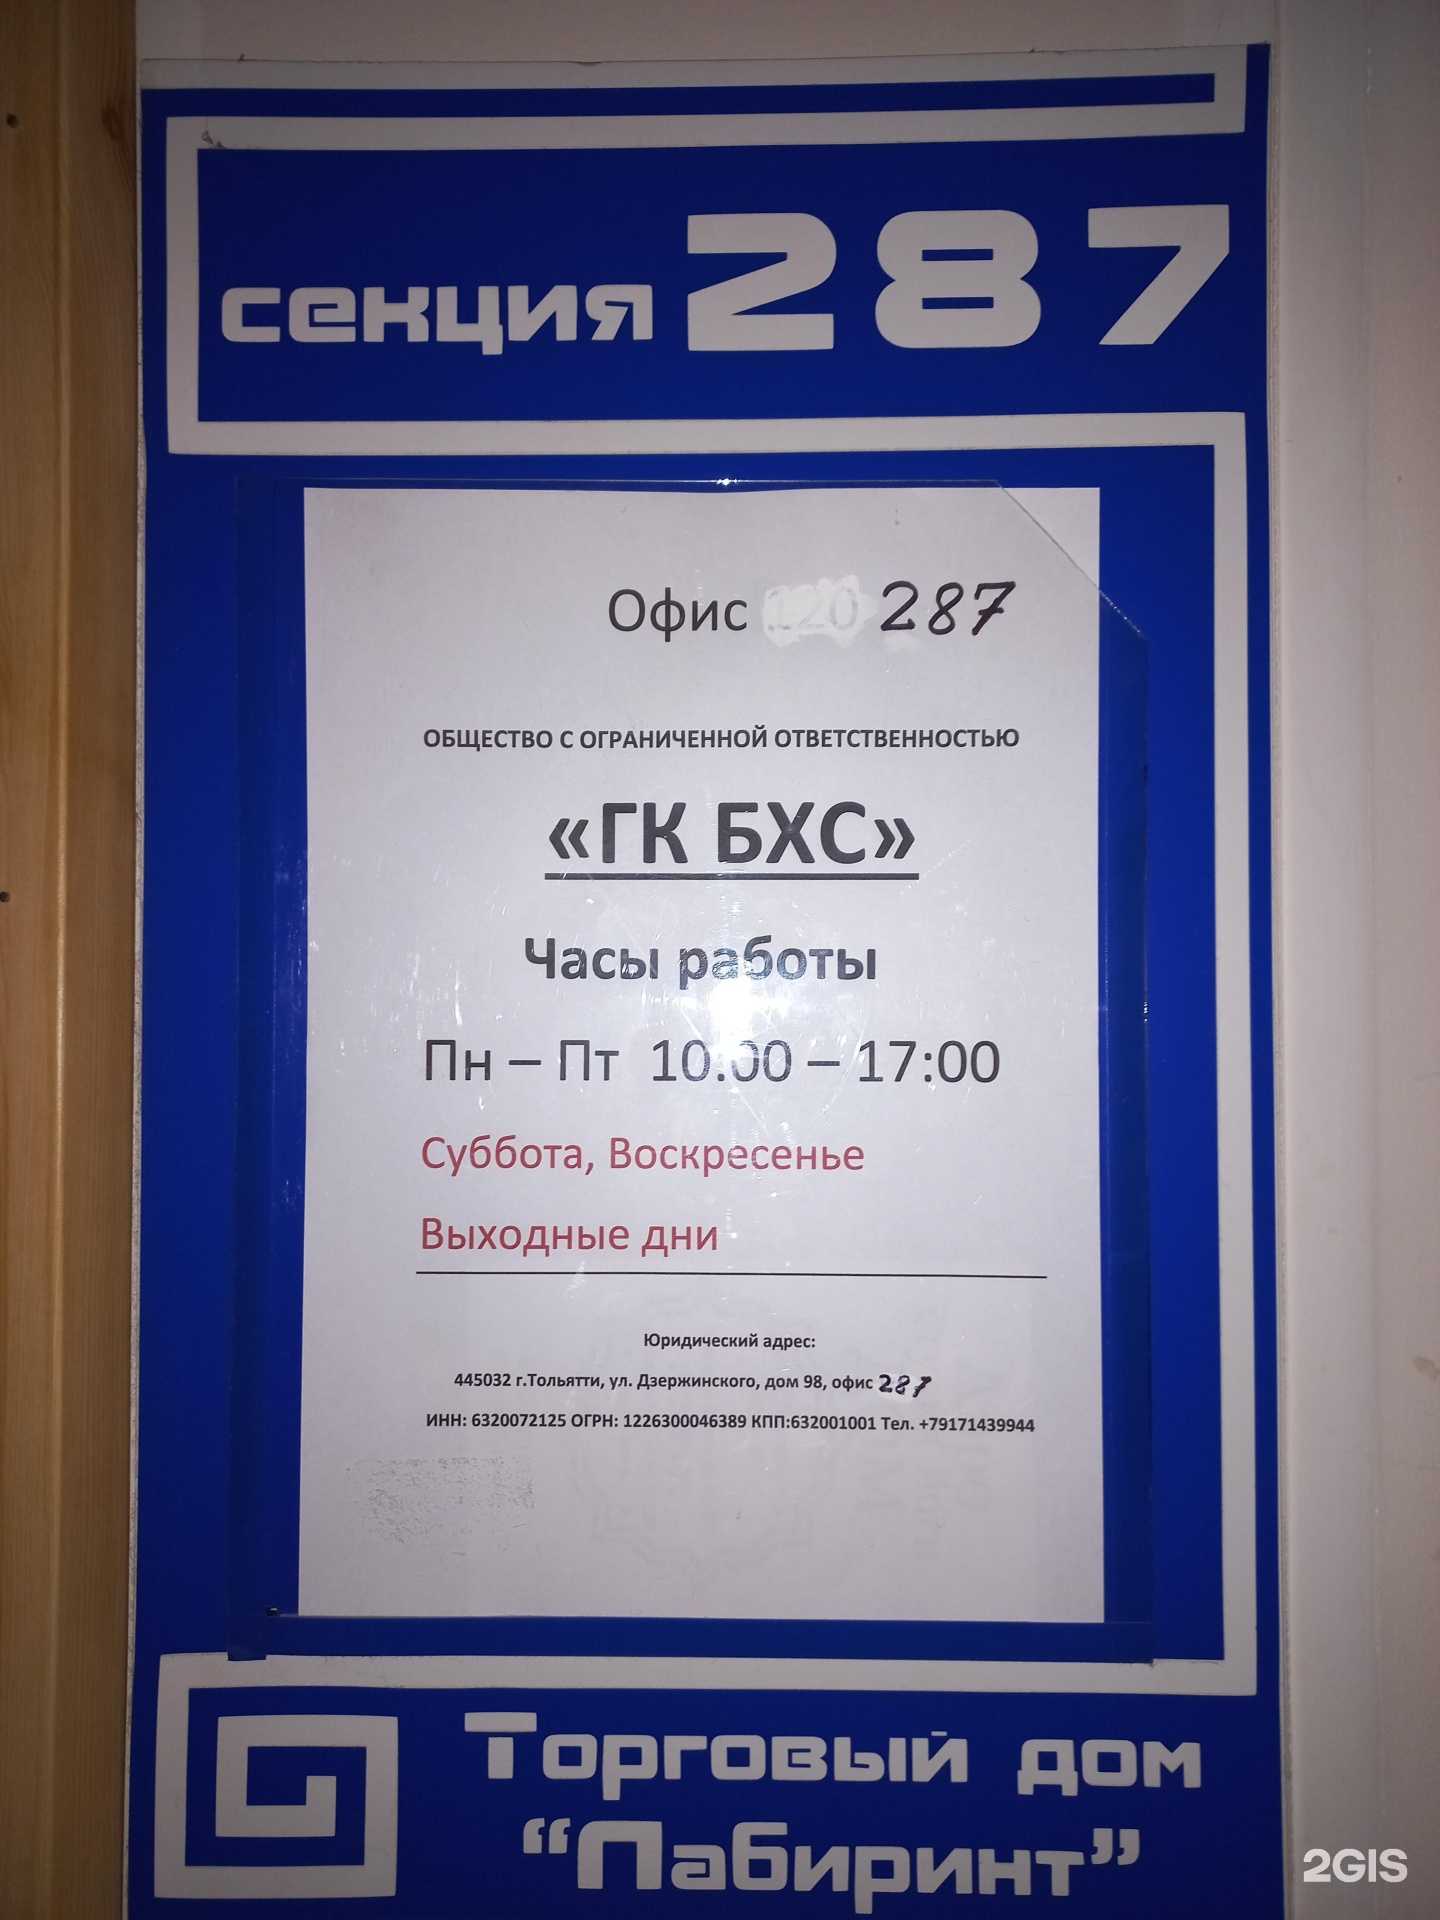 секция 287
Офис 287
ОБЩЕСТВО С ОГРАНИЧЕННОЙ ОТВЕТСТВЕННОСТЬЮ
«ГК БХС»
Часы работы
Пн – Пт 10:00 – 17:00
Суббота, Воскресенье
Выходные дни
Юридический адрес:
445032 г.Тольятти, ул. Дзержинского, дом 98, офис 287
ИНН: 6320072125 ОГРН: 1226300046389 КПП:632001001 Тел. +79171439944
Торговый дом
“Лабиринт”
2GIS